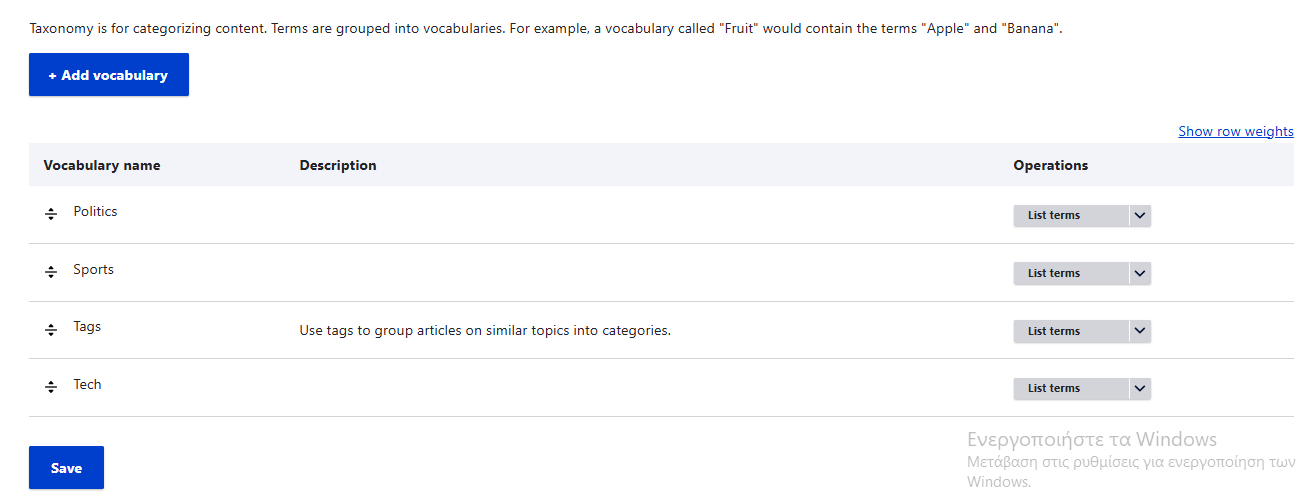 Taxonomy is for categorizing content. Terms are grouped into vocabularies. For example, a vocabulary called "Fruit" would contain the terms "Apple" and "Banana".
+ Add vocabulary
Show row weights
Vocabulary name Description Operations
Politics List terms
Sports List terms
Tags Use tags to group articles on similar topics into categories. List terms
Tech List terms
Save
Ενεργοποιήστε τα Windows
Μετάβαση στις ρυθμίσεις για ενεργοποίηση των
Windows.